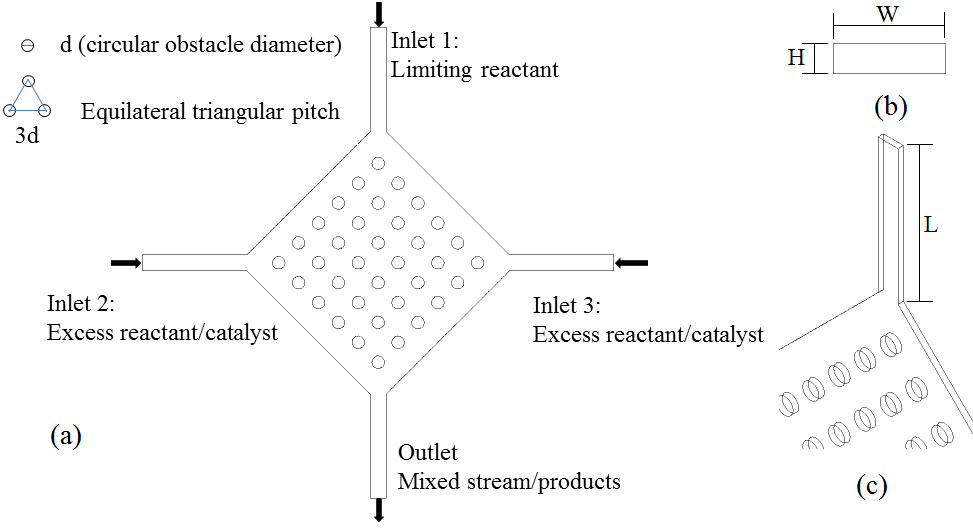 d (circular obstacle diameter)
Equilateral triangular pitch
3d
Inlet 1:
Limiting reactant
Inlet 2:
Excess reactant/catalyst
Inlet 3:
Excess reactant/catalyst
Outlet
Mixed stream/products
(a)
W
H
(b)
L
(c)